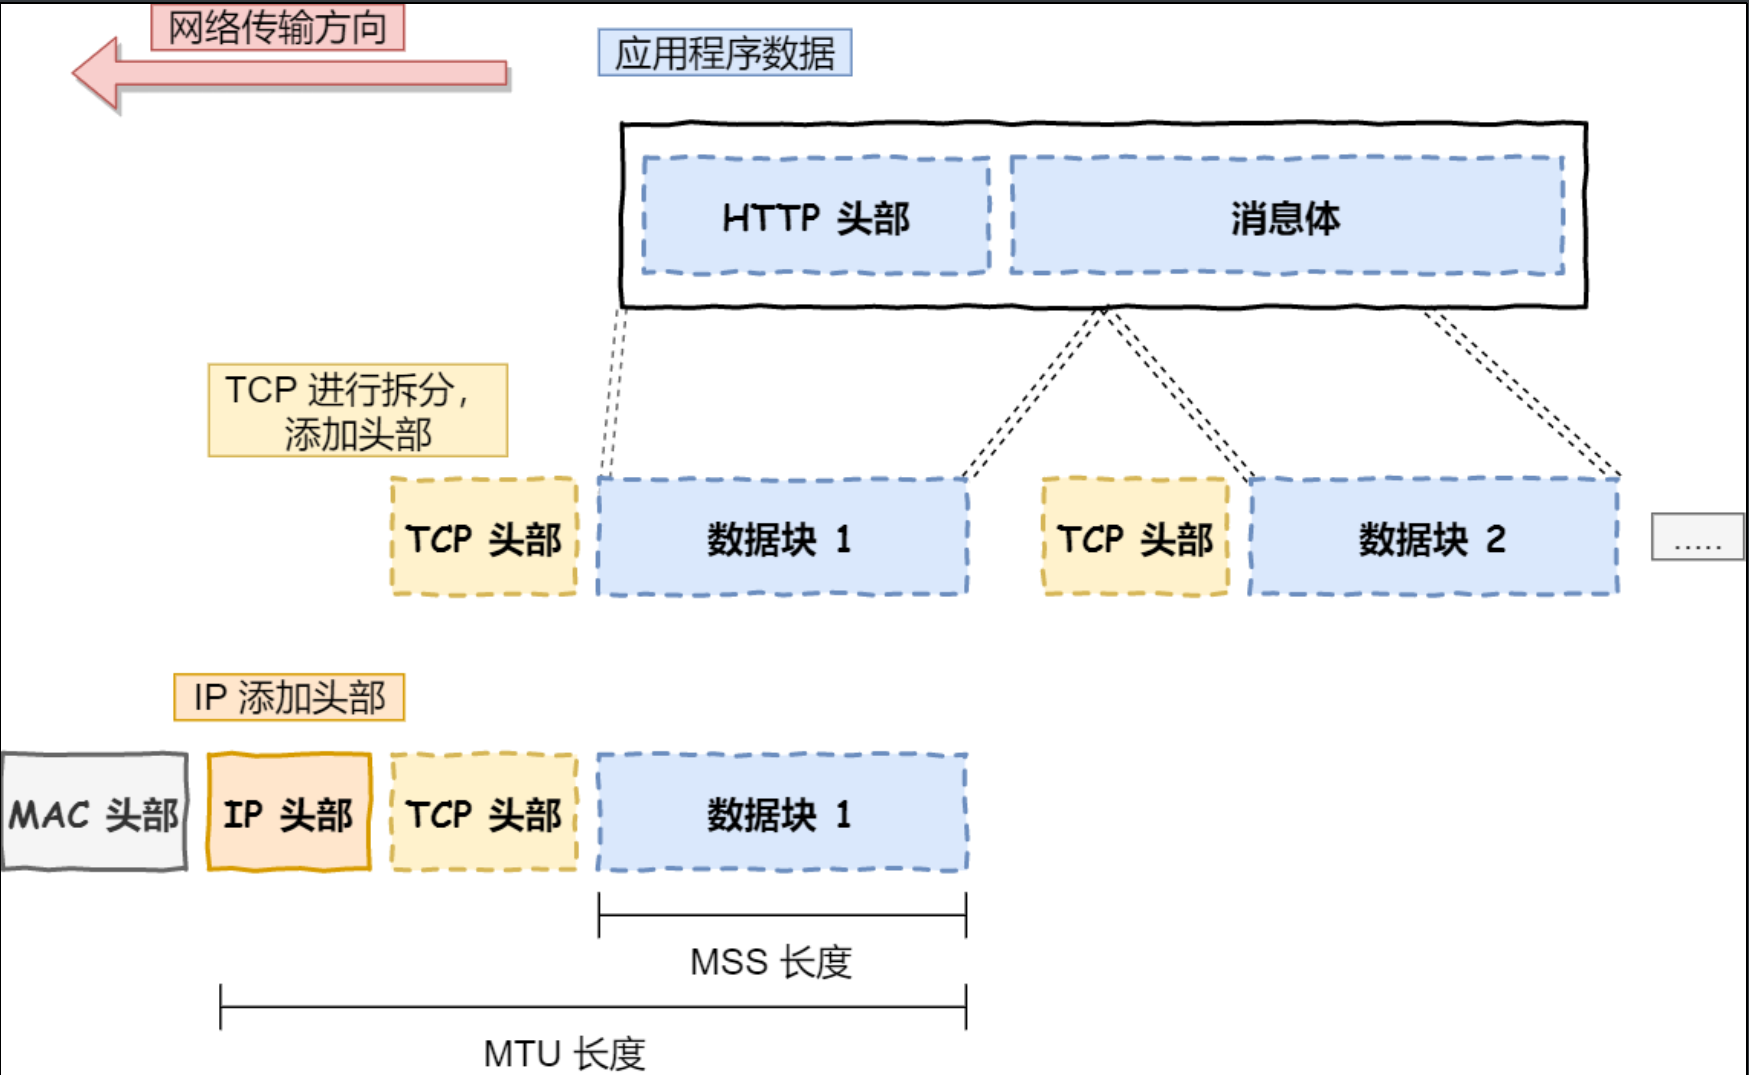 网络传输方向
应用程序数据
HTTP 头部
消息体
TCP 进行拆分，
添加头部
TCP 头部
数据块 1
TCP 头部
数据块 2
.....
IP 添加头部
MAC 头部
IP 头部
TCP 头部
数据块 1
MSS 长度
MTU 长度